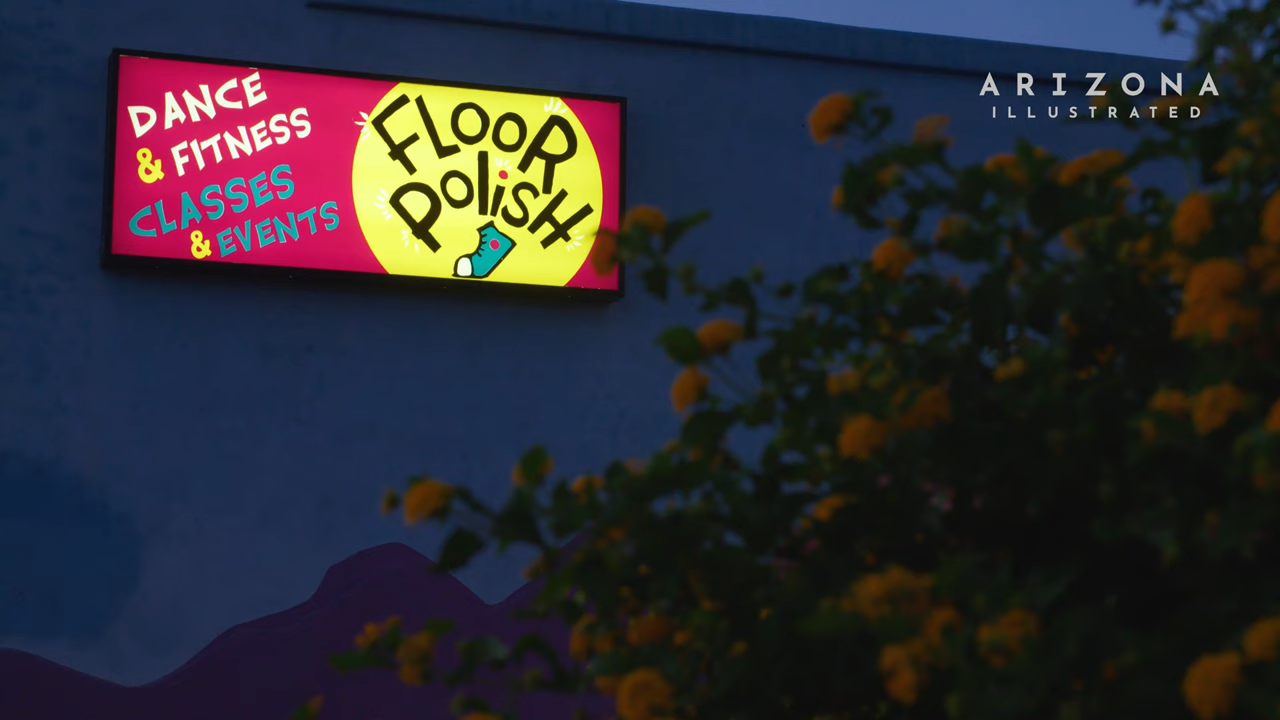 DANCE
& FITNESS
CLASSES
& EVENTS
FLOOR
POLiSH
ARIZONA
ILLUSTRATED